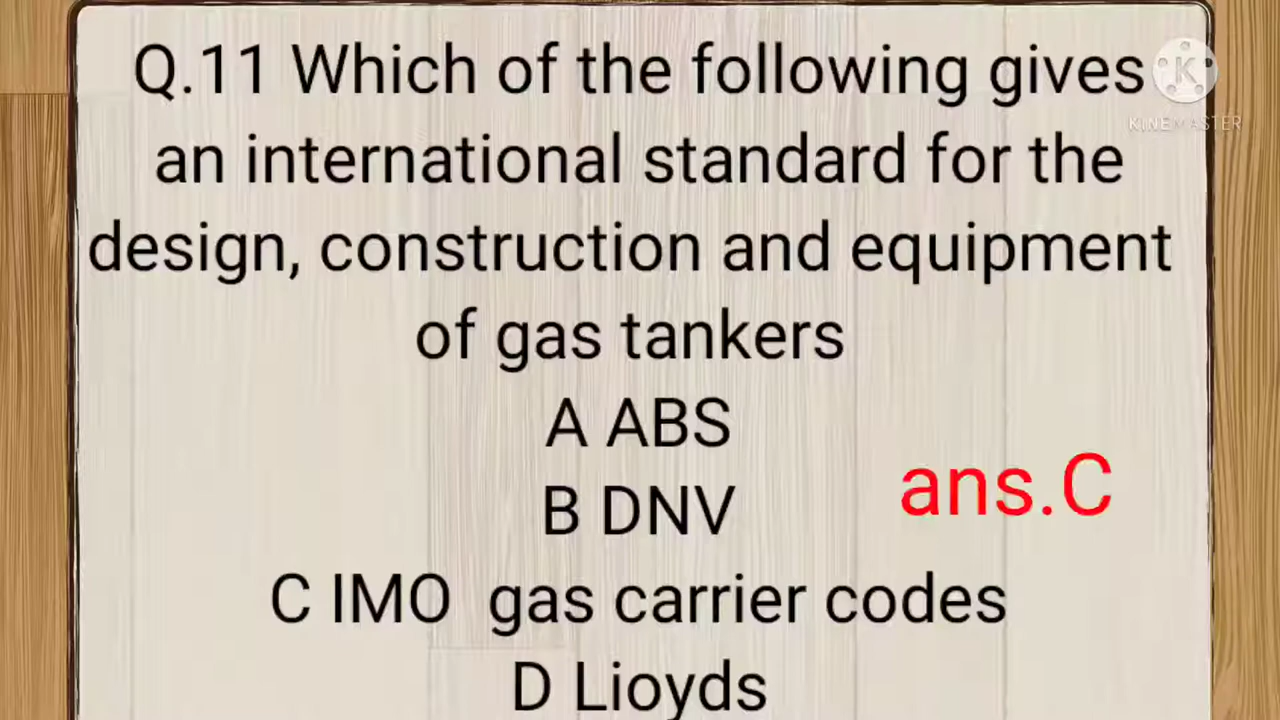 Q.11 Which of the following gives
KINEMASTER
an international standard for the
design, construction and equipment
of gas tankers
A ABS
B DNV
ans.C
C IMO gas carrier codes
D Lioyds